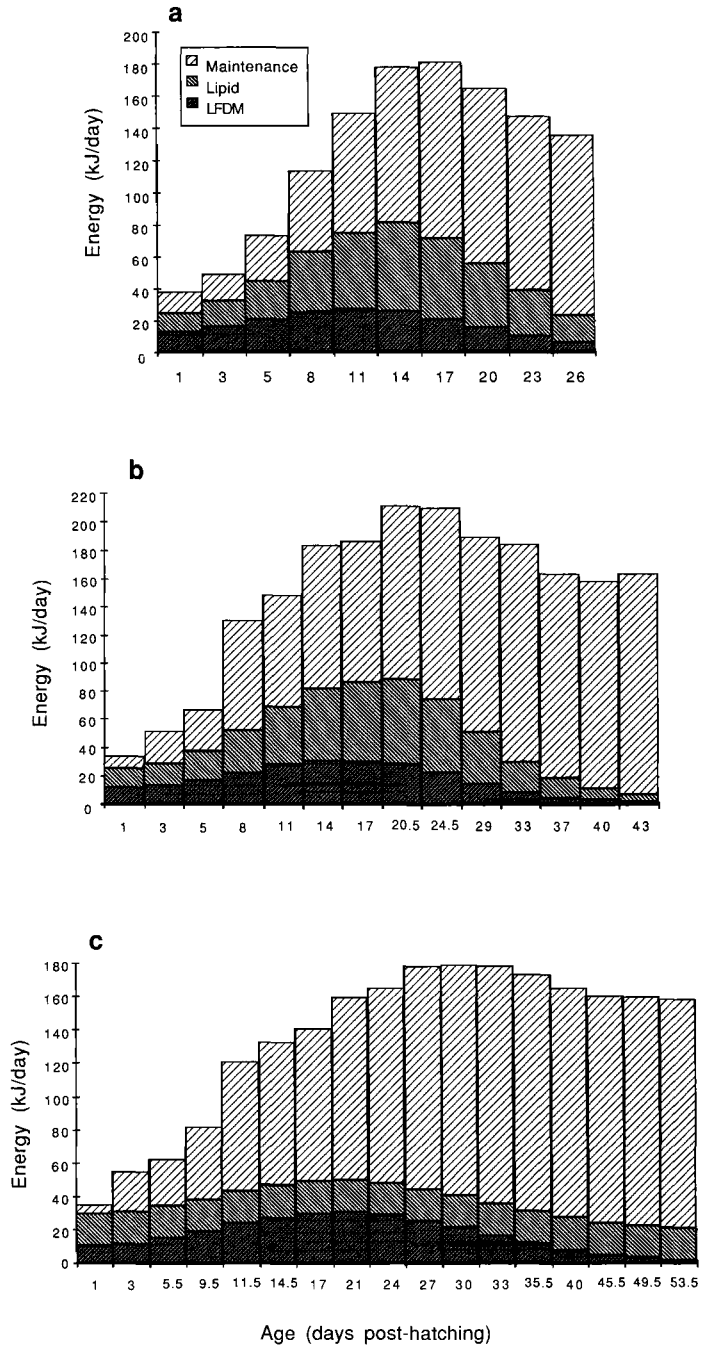 a
Energy (kJ/day)
200
180
160
140
120
100
80
60
40
20
0
Maintenance
Lipid
LFDM
1 3 5 8 11 14 17 20 23 26
b
Energy (kJ/day)
220
200
180
160
140
120
100
80
60
40
20
0
1 3 5 8 11 14 17 20.5 24.5 29 33 37 40 43
c
Energy (kJ/day)
180
160
140
120
100
80
60
40
20
0
1 3 5.5 9.5 11.5 14.5 17 21 24 27 30 33 35.5 40 45.5 49.5 53.5
Age (days post-hatching)